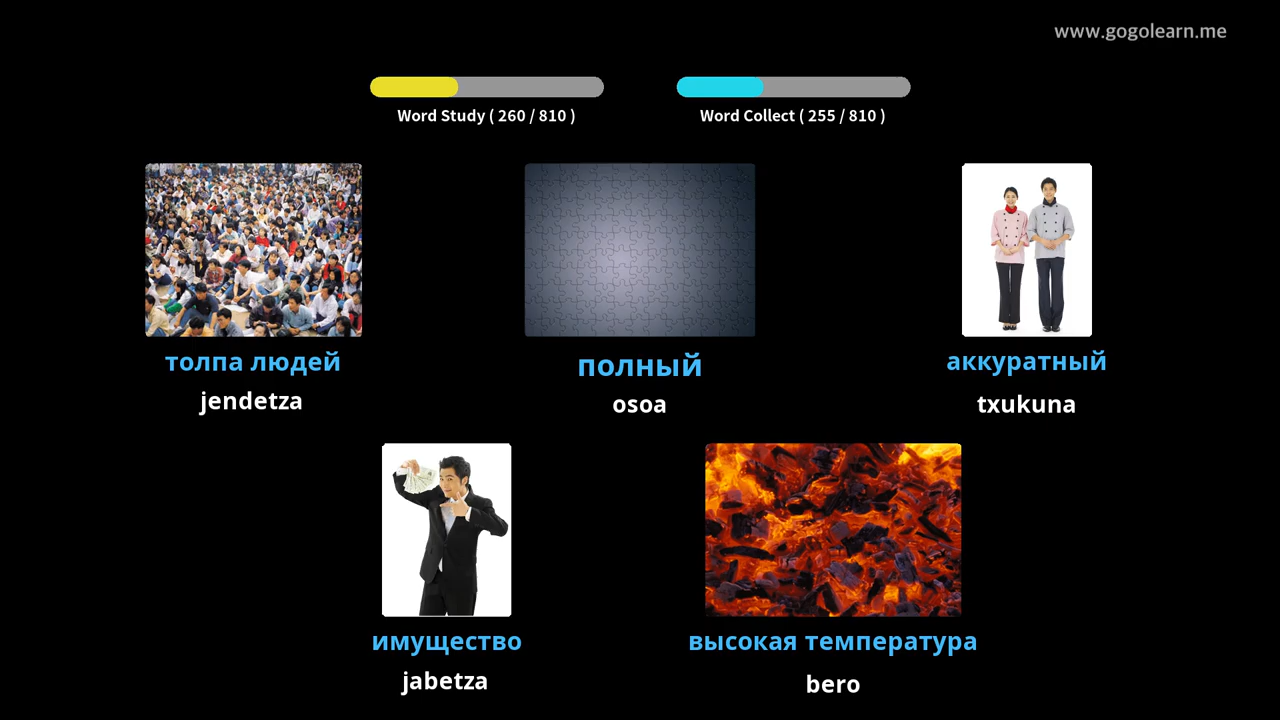 www.gogolearn.me
Word Study ( 260 / 810 )
Word Collect ( 255 / 810 )
толпа людей
jendetza
полный
osoa
аккуратный
txukuna
имущество
jabetza
высокая температура
bero